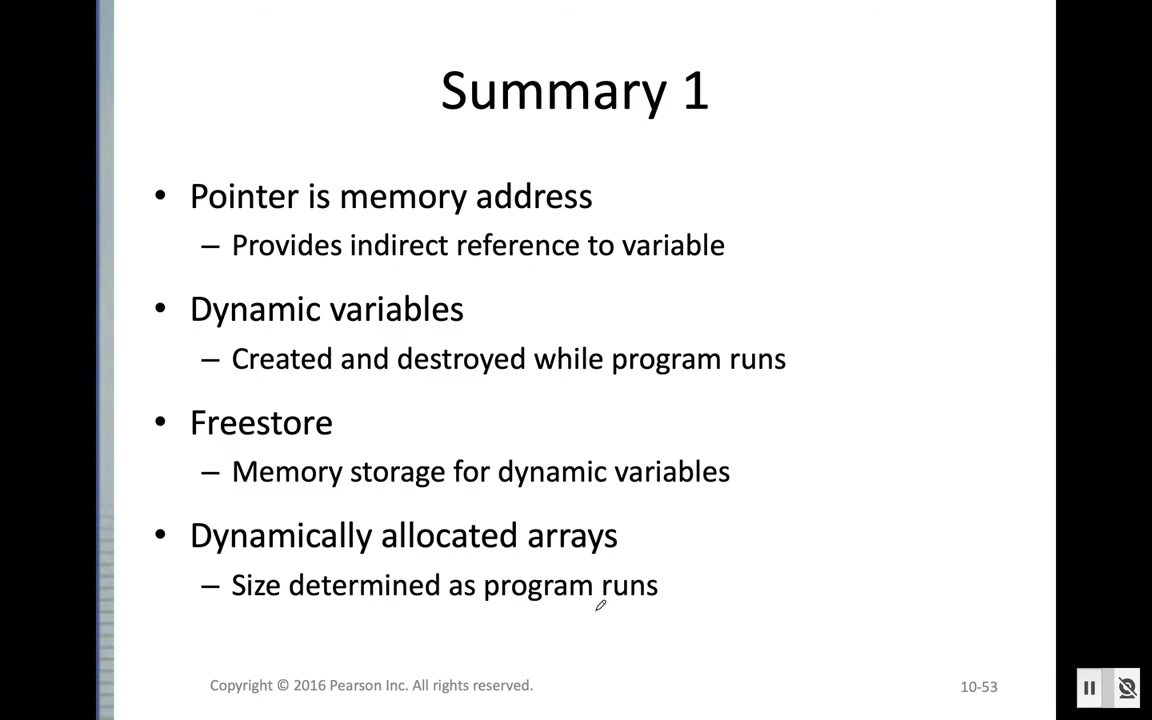 Summary 1
• Pointer is memory address
– Provides indirect reference to variable
• Dynamic variables
– Created and destroyed while program runs
• Freestore
– Memory storage for dynamic variables
• Dynamically allocated arrays
– Size determined as program runs
Copyright © 2016 Pearson Inc. All rights reserved.
10-53